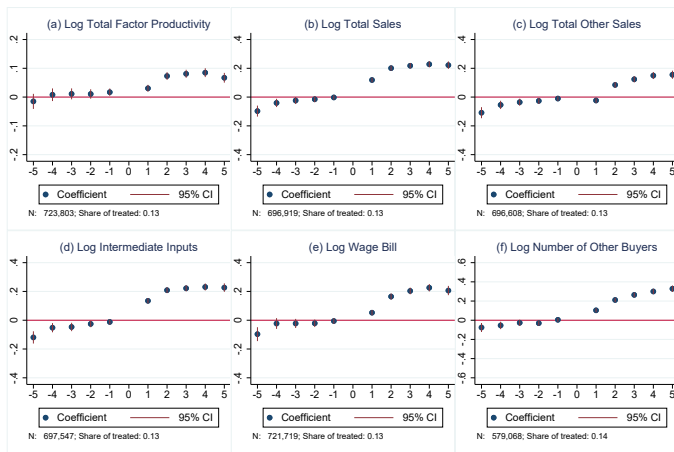 (a) Log Total Factor Productivity
(b) Log Total Sales
(c) Log Total Other Sales
.2
.1
0
-.1
-.2
-5 -4 -3 -2 -1 0 1 2 3 4 5
Coefficient 95% CI
N: 723,803; Share of treated: 0.13
.4
.2
0
-.2
-.4
-5 -4 -3 -2 -1 0 1 2 3 4 5
Coefficient 95% CI
N: 696,919; Share of treated: 0.13
.4
.2
0
-.2
-.4
-5 -4 -3 -2 -1 0 1 2 3 4 5
Coefficient 95% CI
N: 696,608; Share of treated: 0.13
(d) Log Intermediate Inputs
(e) Log Wage Bill
(f) Log Number of Other Buyers
.4
.2
0
-.2
-.4
-5 -4 -3 -2 -1 0 1 2 3 4 5
Coefficient 95% CI
N: 697,547; Share of treated: 0.13
.4
.2
0
-.2
-.4
-5 -4 -3 -2 -1 0 1 2 3 4 5
Coefficient 95% CI
N: 721,719; Share of treated: 0.13
.6
.4
.2
0
-.2
-.4
-.6
-5 -4 -3 -2 -1 0 1 2 3 4 5
Coefficient 95% CI
N: 579,068; Share of treated: 0.14